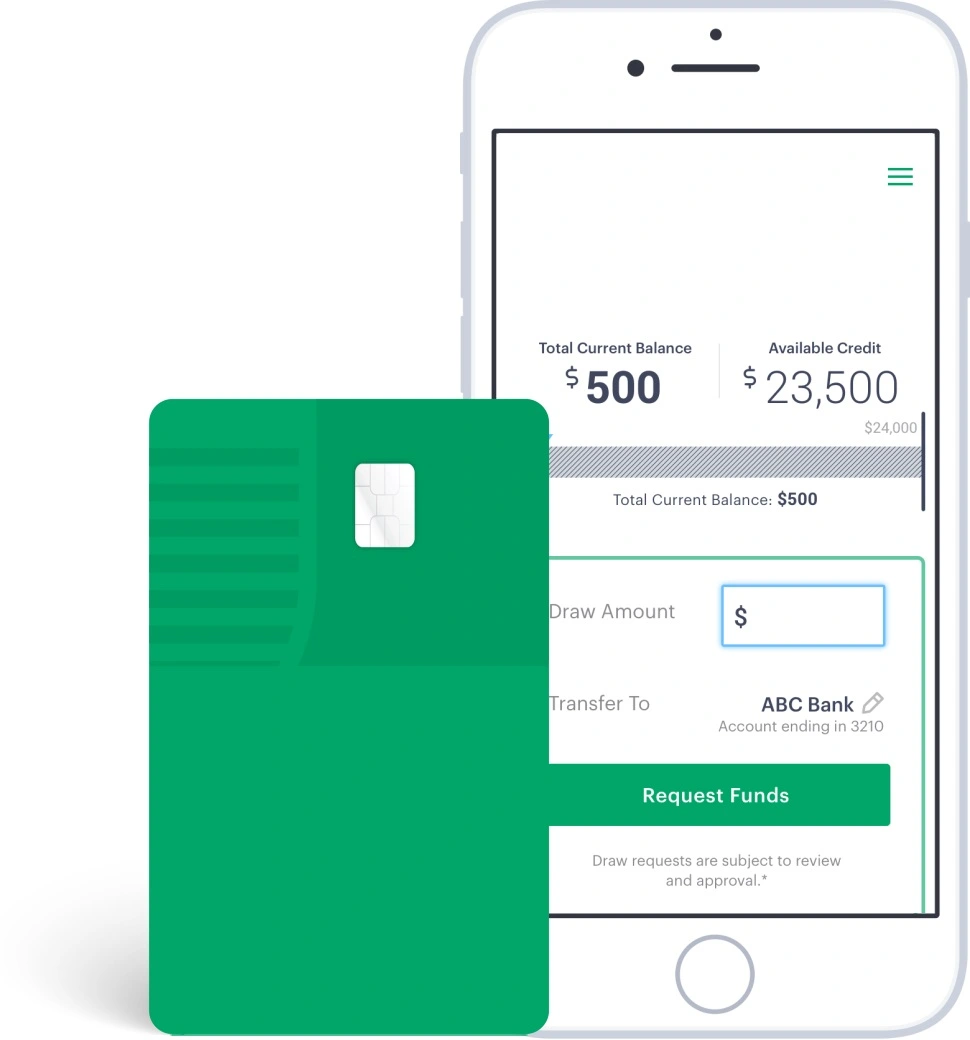 Total Current Balance
$ 500
Available Credit
$ 23,500
$24,000
Total Current Balance: $500
Draw Amount
$
Transfer To
ABC Bank
Account ending in 3210
Request Funds
Draw requests are subject to review
and approval.*